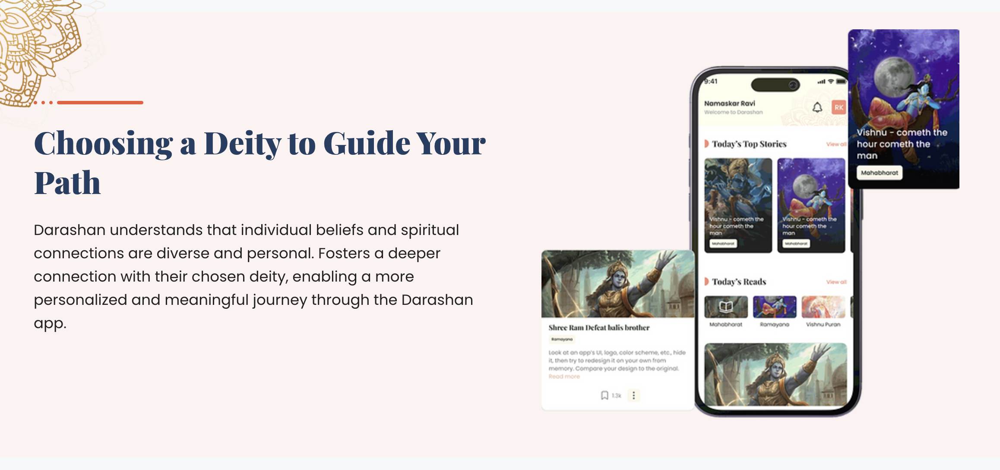 Choosing a Deity to Guide Your
Path
Darashan understands that individual beliefs and spiritual
connections are diverse and personal. Fosters a deeper
connection with their chosen deity, enabling a more
personalized and meaningful journey through the Darashan
app.
9:41
Namaskar Ravi
Welcome to Darashan
RK
Today's Top Stories
View all
Vishnu - cometh the
hour cometh the
man
Mahabharat
Vishnu - cometh the
hour cometh the
man
Mahabharat
Today's Reads
View all
Mahabharat
Ramayana
Vishnu Puran
Vishnu - cometh the
hour cometh the
man
Mahabharat
Shree Ram Defeat balis brother
Ramayana
Look at an app's UI, logo, color scheme, etc., hide
it, then try to redesign it on your own from
memory. Compare your design to the original.
Read more
1.3k